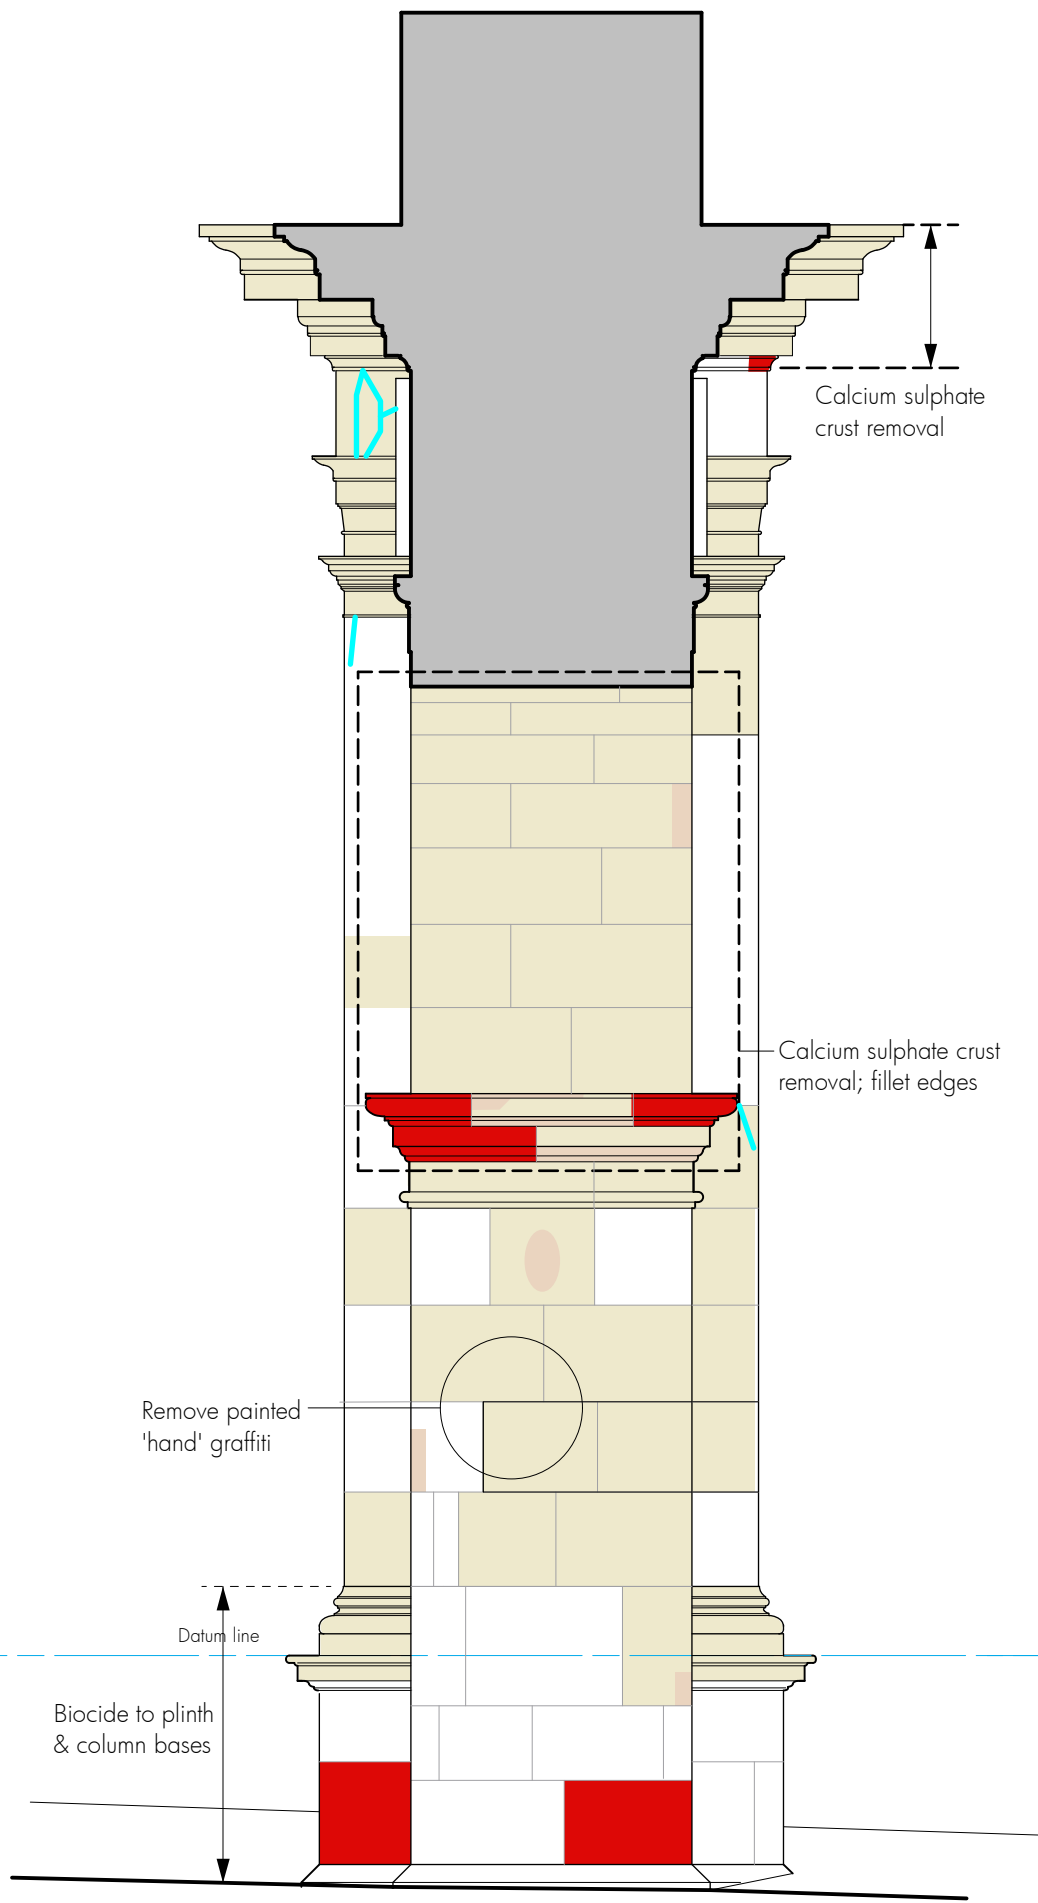 Calcium sulphate
crust removal
Calcium sulphate crust
removal; fillet edges
Remove painted
'hand' graffiti
Datum line
Biocide to plinth
& column bases